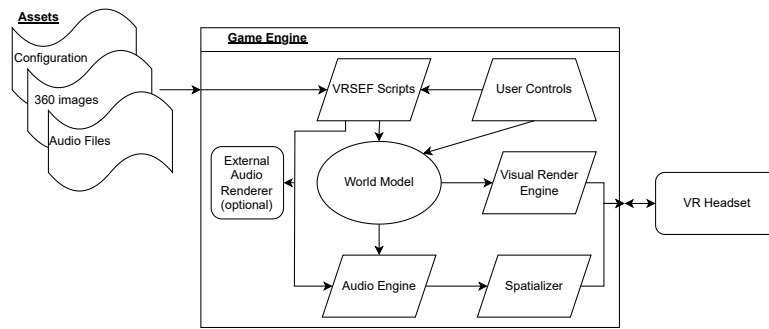 Assets
Configuration
360 images
Audio Files
Game Engine
VRSEF Scripts
User Controls
External
Audio
Renderer
(optional)
World Model
Visual Render
Engine
Audio Engine
Spatializer
VR Headset